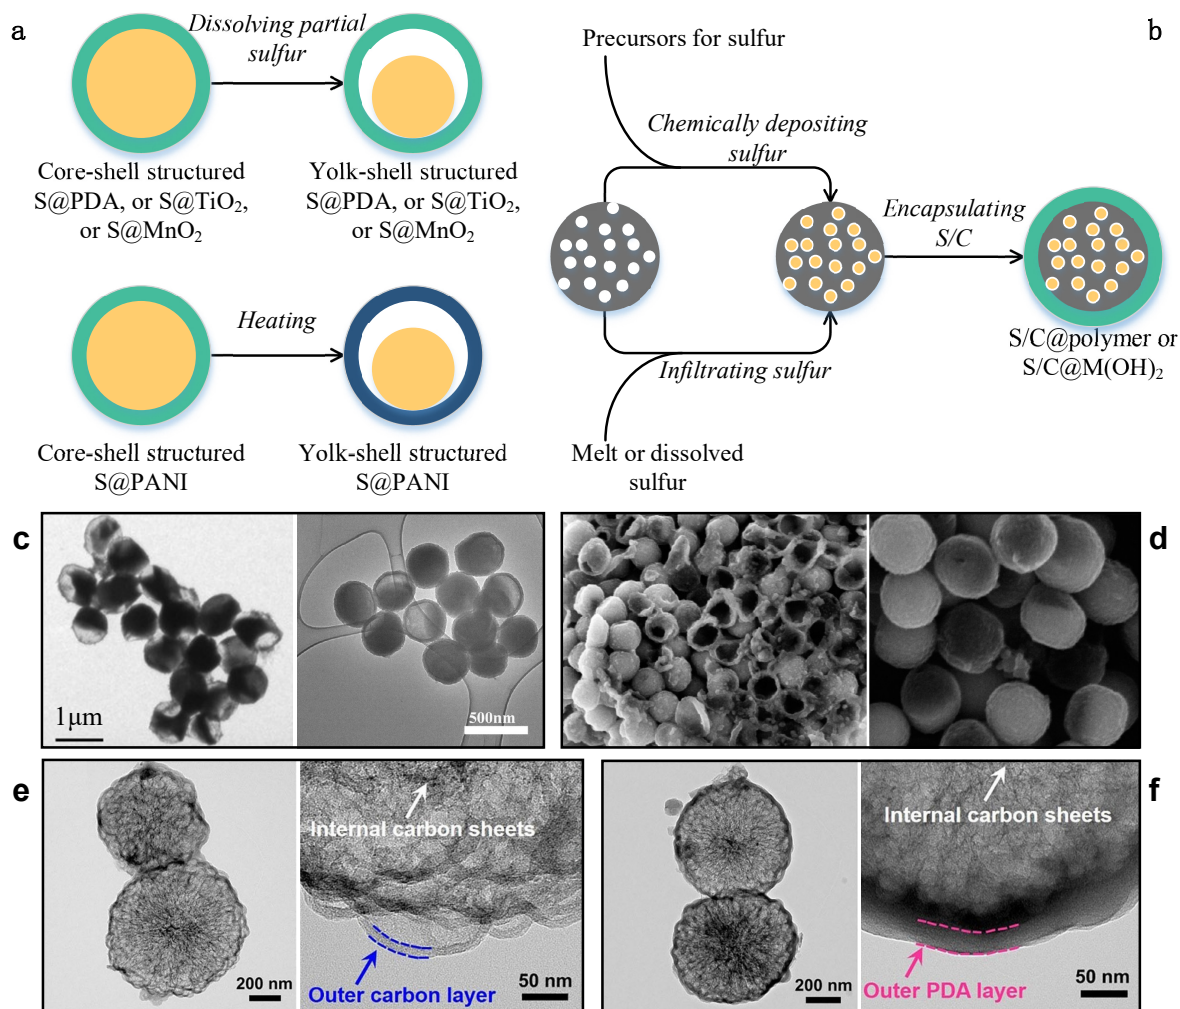 a
Dissolving partial
sulfur
Core-shell structured
S@PDA, or S@TiO₂,
or S@MnO₂
Yolk-shell structured
S@PDA, or S@TiO₂,
or S@MnO₂
Heating
Core-shell structured
S@PANI
Yolk-shell structured
S@PANI
b
Precursors for sulfur
Chemically depositing
sulfur
Encapsulating
S/C
Infiltrating sulfur
Melt or dissolved
sulfur
S/C@polymer or
S/C@M(OH)₂
c
1μm
500nm
d
e
200 nm
Internal carbon sheets
Outer carbon layer
50 nm
f
200 nm
Internal carbon sheets
Outer PDA layer
50 nm